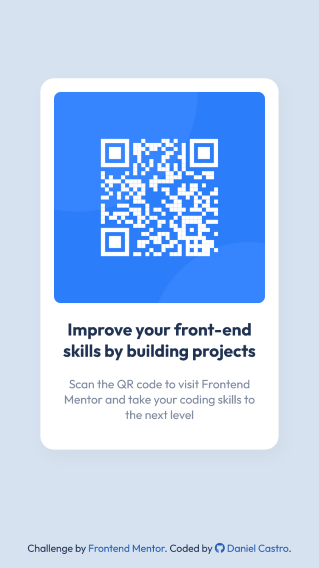 Improve your front-end
skills by building projects
Scan the QR code to visit Frontend
Mentor and take your coding skills to
the next level
Challenge by Frontend Mentor. Coded by Daniel Castro.